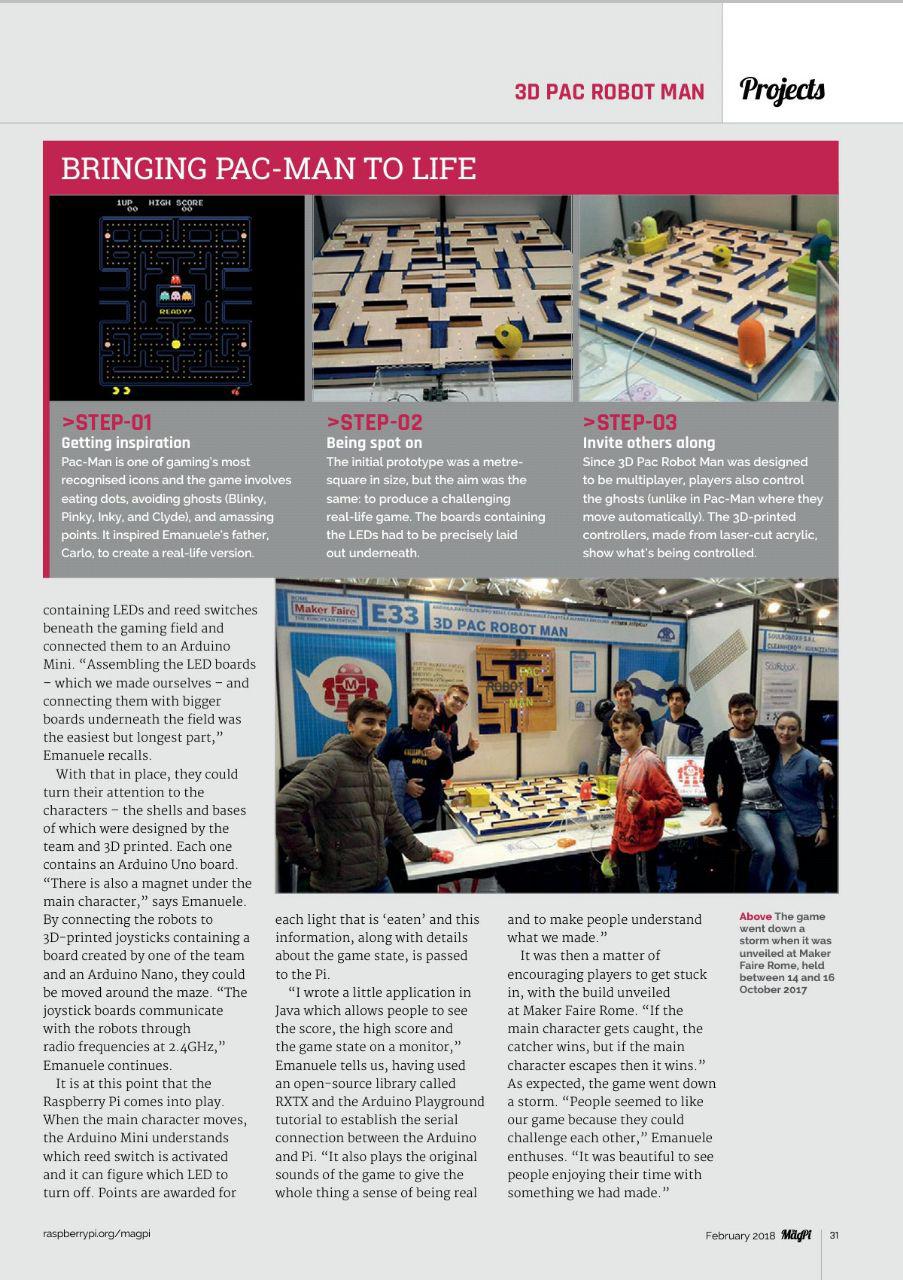 3D PAC ROBOT MAN
Projects
BRINGING PAC-MAN TO LIFE
1UP HIGH SCORE
00 00
READY!
>STEP-01
Getting inspiration
Pac-Man is one of gaming's most
recognised icons and the game involves
eating dots, avoiding ghosts (Blinky,
Pinky, Inky, and Clyde), and amassing
points. It inspired Emanuele's father,
Carlo, to create a real-life version.
>STEP-02
Being spot on
The initial prototype was a metre-
square in size, but the aim was the
same: to produce a challenging
real-life game. The boards containing
the LEDs had to be precisely laid
out underneath.
>STEP-03
Invite others along
Since 3D Pac Robot Man was designed
to be multiplayer, players also control
the ghosts (unlike in Pac-Man where they
move automatically). The 3D-printed
controllers, made from laser-cut acrylic,
show what's being controlled.
containing LEDs and reed switches
beneath the gaming field and
connected them to an Arduino
Mini. “Assembling the LED boards
– which we made ourselves – and
connecting them with bigger
boards underneath the field was
the easiest but longest part,”
Emanuele recalls.
With that in place, they could
turn their attention to the
characters – the shells and bases
of which were designed by the
team and 3D printed. Each one
contains an Arduino Uno board.
“There is also a magnet under the
main character,” says Emanuele.
By connecting the robots to
3D-printed joysticks containing a
board created by one of the team
and an Arduino Nano, they could
be moved around the maze. “The
joystick boards communicate
with the robots through
radio frequencies at 2.4GHz,”
Emanuele continues.
It is at this point that the
Raspberry Pi comes into play.
When the main character moves,
the Arduino Mini understands
which reed switch is activated
and it can figure which LED to
turn off. Points are awarded for
ROME
Maker Faire
THE EUROPEAN EDITION
E33
3D PAC ROBOT MAN
3D
PAC
ROBOT
MAN
M
SOULROBOX S.R.L.
SoulRobox
each light that is ‘eaten’ and this
information, along with details
about the game state, is passed
to the Pi.
“I wrote a little application in
Java which allows people to see
the score, the high score and
the game state on a monitor,”
Emanuele tells us, having used
an open-source library called
RXTX and the Arduino Playground
tutorial to establish the serial
connection between the Arduino
and Pi. “It also plays the original
sounds of the game to give the
whole thing a sense of being real
and to make people understand
what we made.”
It was then a matter of
encouraging players to get stuck
in, with the build unveiled
at Maker Faire Rome. “If the
main character gets caught, the
catcher wins, but if the main
character escapes then it wins.”
As expected, the game went down
a storm. “People seemed to like
our game because they could
challenge each other,” Emanuele
enthuses. “It was beautiful to see
people enjoying their time with
something we had made.”
Above The game
went down a
storm when it was
unveiled at Maker
Faire Rome, held
between 14 and 16
October 2017
raspberrypi.org/magpi
February 2018 MagPi 31